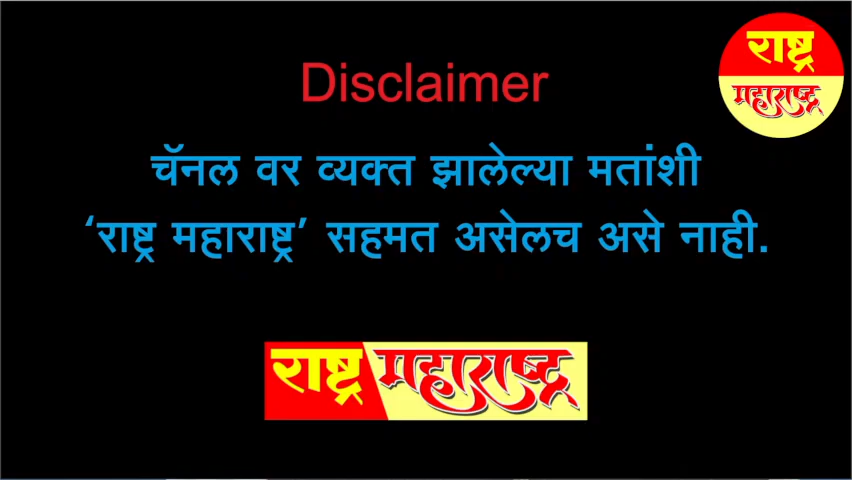 राष्ट्र
महाराष्ट्र
Disclaimer
चॅनल वर व्यक्त झालेल्या मतांशी
‘राष्ट्र महाराष्ट्र’ सहमत असेलच असे नाही.
राष्ट्र महाराष्ट्र